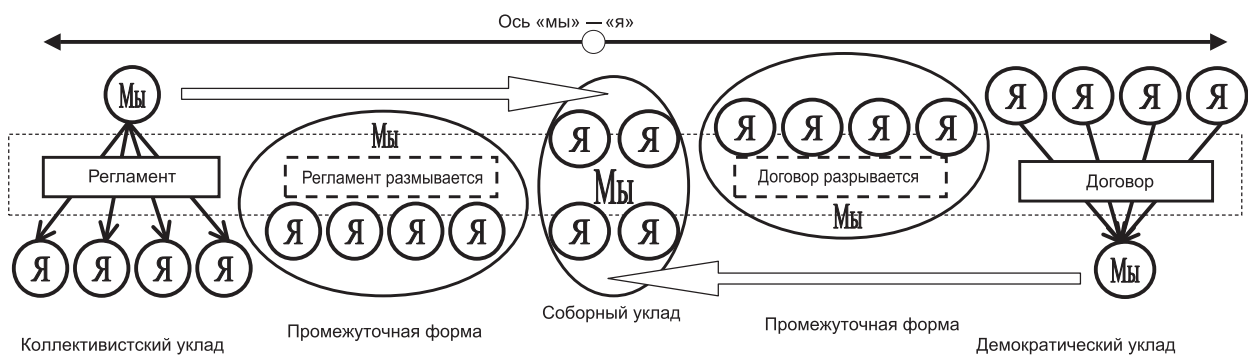 Ось «мы» — «я»
Мы
Регламент
Я Я Я Я
Коллективистский уклад
Мы
Регламент размывается
Я Я Я Я
Промежуточная форма
Я Я
Мы
Я Я
Соборный уклад
Я Я Я Я
Договор разрывается
Мы
Промежуточная форма
Я Я Я Я
Договор
Мы
Демократический уклад